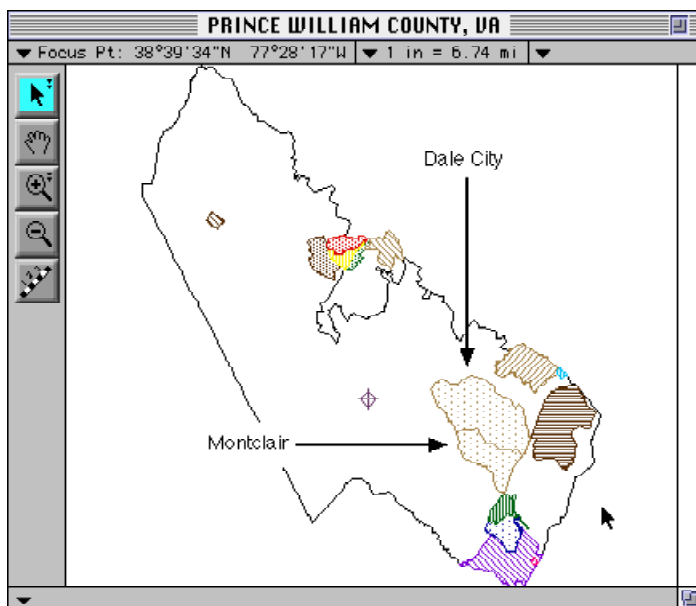 PRINCE WILLIAM COUNTY, VA
Focus Pt: 38°39'34"N 77°28'17"W 1 in = 6.74 mi
Dale City
Montclair